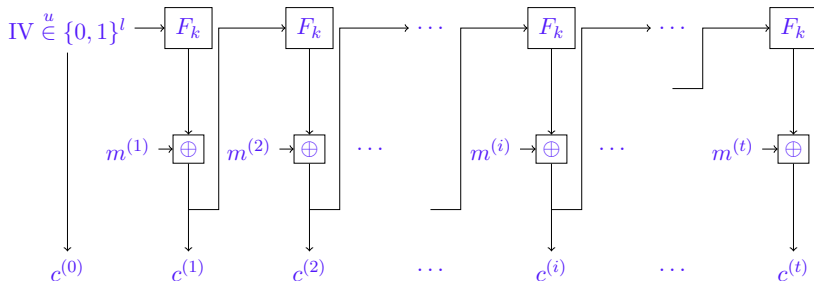 IV ∈ᵘ {0, 1}ˡ F_k F_k ⋯ F_k ⋯ F_k
m⁽¹⁾ ⊕ m⁽²⁾ ⊕ ⋯ m⁽ⁱ⁾ ⊕ ⋯ m⁽ᵗ⁾ ⊕
c⁽⁰⁾ c⁽¹⁾ c⁽²⁾ ⋯ c⁽ⁱ⁾ ⋯ c⁽ᵗ⁾